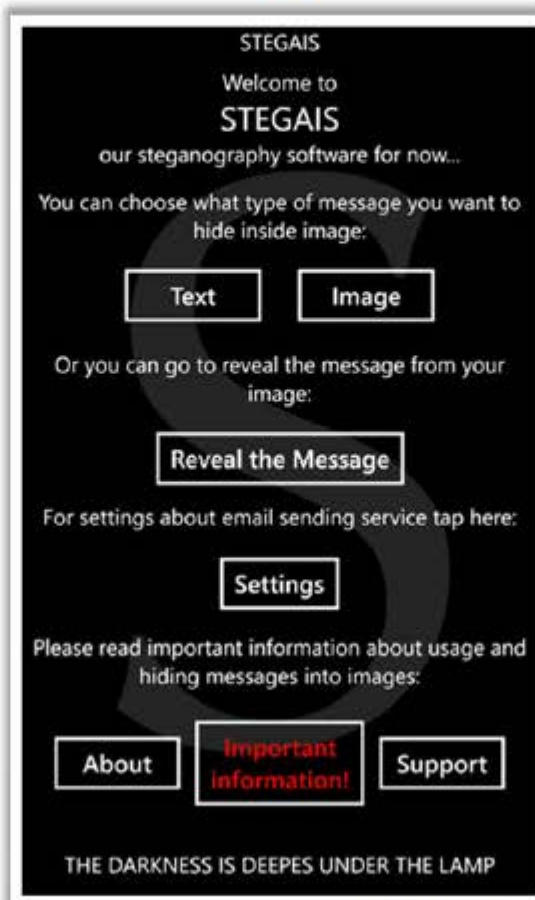 STEGAIS
Welcome to
STEGAIS
our steganography software for now...
You can choose what type of message you want to
hide inside image:
Text Image
Or you can go to reveal the message from your
image:
Reveal the Message
For settings about email sending service tap here:
Settings
Please read important information about usage and
hiding messages into images:
About Important information! Support
THE DARKNESS IS DEEPES UNDER THE LAMP